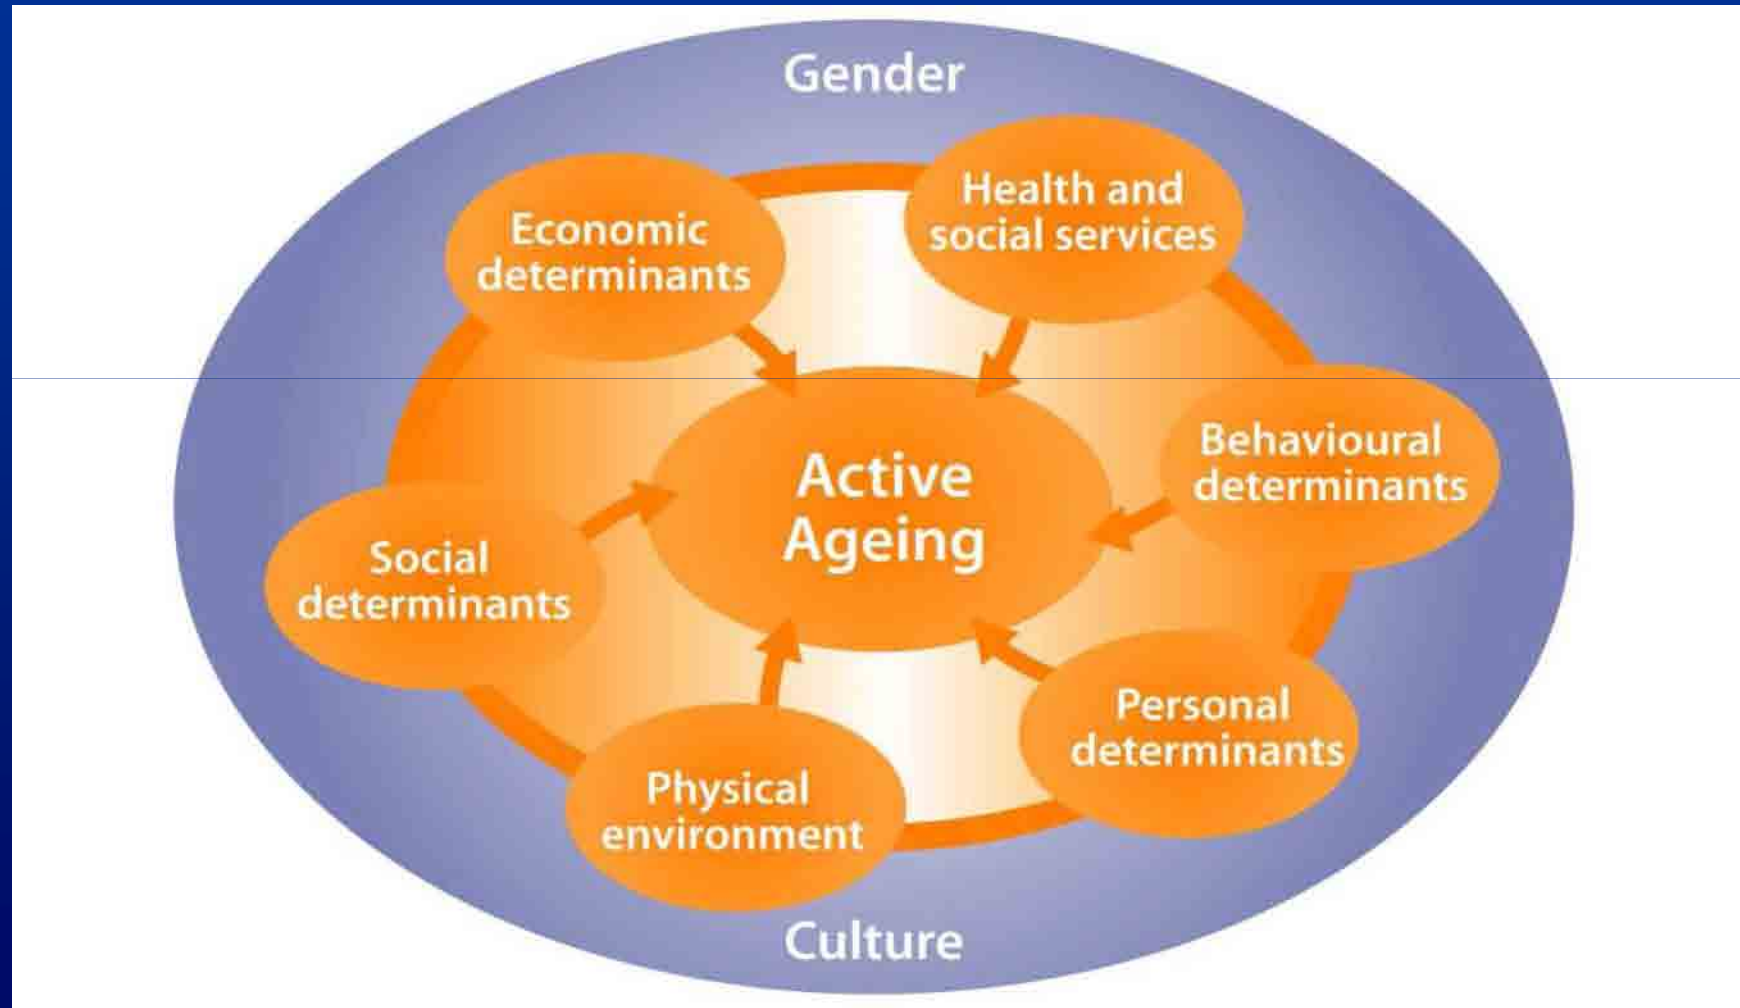 Gender
Health and
social services
Economic
determinants
Behavioural
determinants
Active
Ageing
Social
determinants
Personal
determinants
Physical
environment
Culture